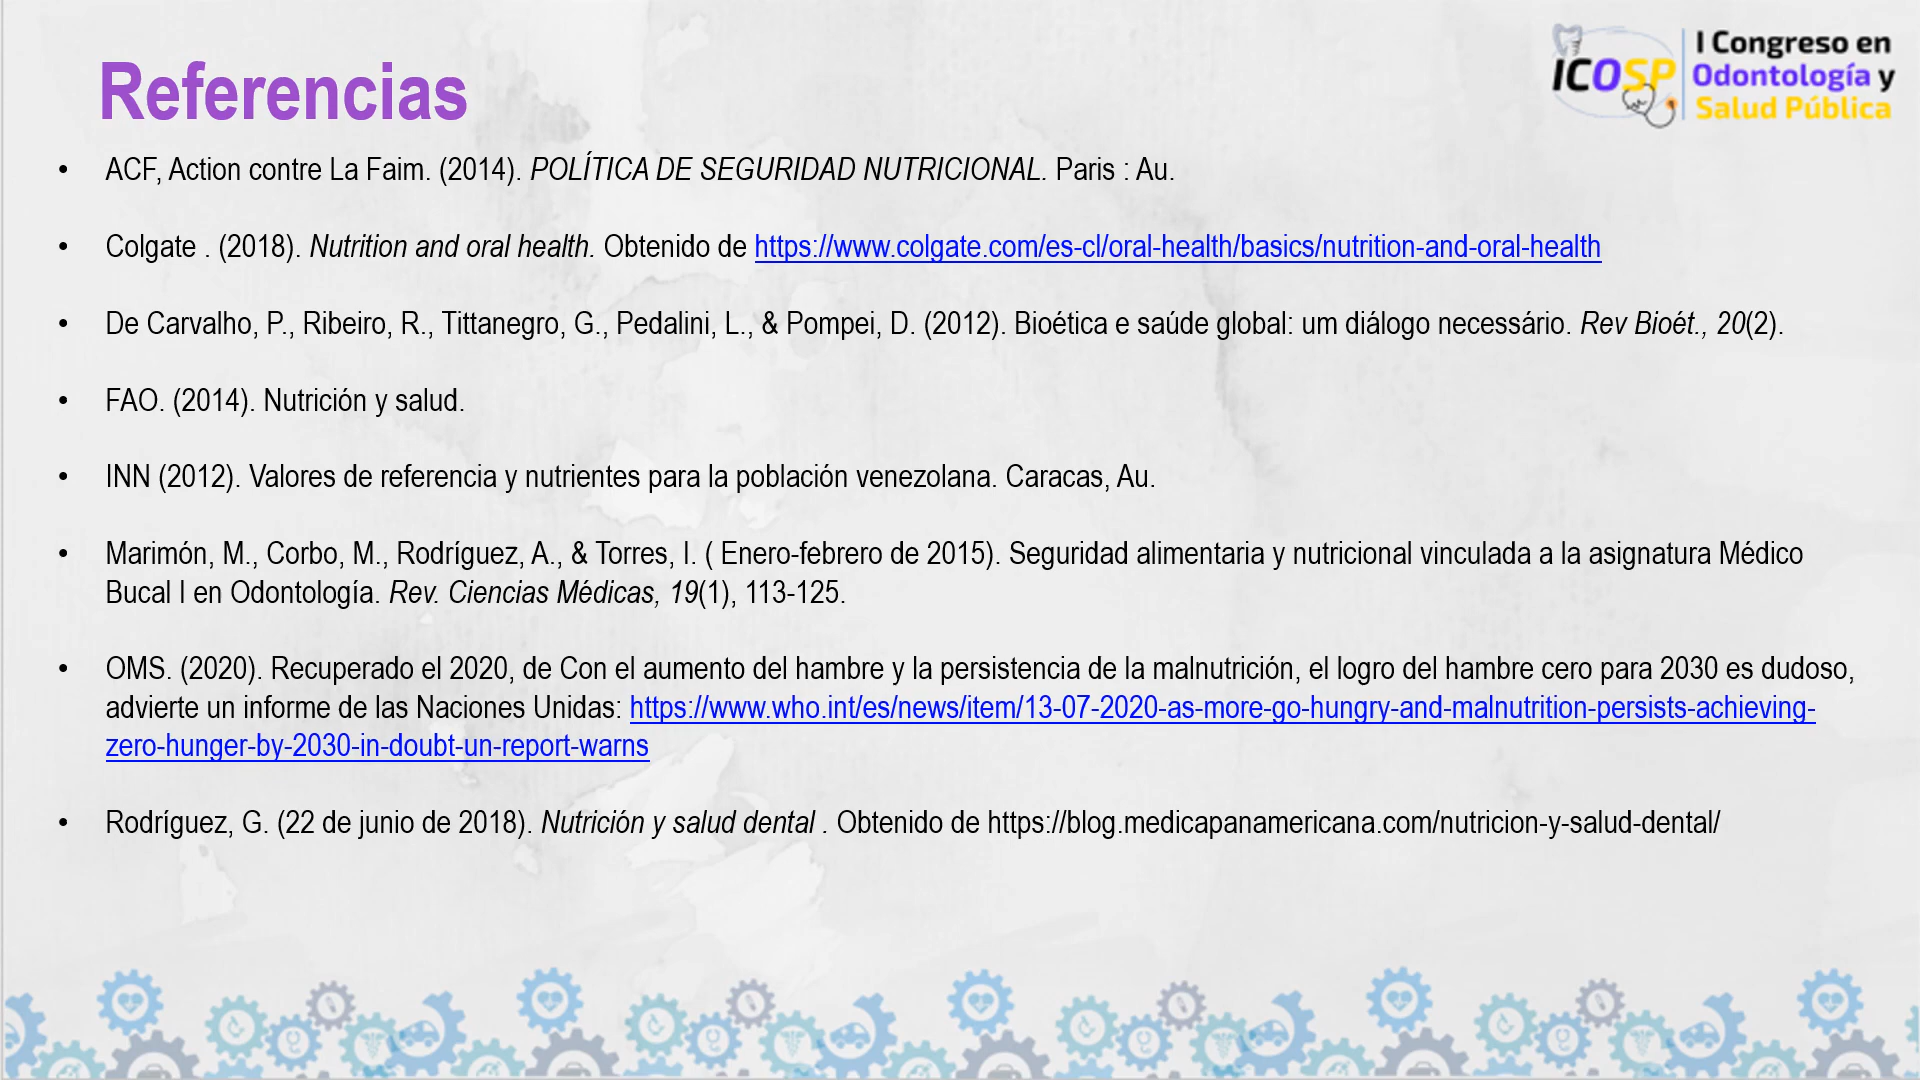 Referencias
ICOSP
I Congreso en
Odontología y
Salud Pública
• ACF, Action contre La Faim. (2014). POLÍTICA DE SEGURIDAD NUTRICIONAL. Paris : Au.
• Colgate . (2018). Nutrition and oral health. Obtenido de https://www.colgate.com/es-cl/oral-health/basics/nutrition-and-oral-health
• De Carvalho, P., Ribeiro, R., Tittanegro, G., Pedalini, L., & Pompei, D. (2012). Bioética e saúde global: um diálogo necessário. Rev Bioét., 20(2).
• FAO. (2014). Nutrición y salud.
• INN (2012). Valores de referencia y nutrientes para la población venezolana. Caracas, Au.
• Marimón, M., Corbo, M., Rodríguez, A., & Torres, I. ( Enero-febrero de 2015). Seguridad alimentaria y nutricional vinculada a la asignatura Médico
Bucal I en Odontología. Rev. Ciencias Médicas, 19(1), 113-125.
• OMS. (2020). Recuperado el 2020, de Con el aumento del hambre y la persistencia de la malnutrición, el logro del hambre cero para 2030 es dudoso,
advierte un informe de las Naciones Unidas: https://www.who.int/es/news/item/13-07-2020-as-more-go-hungry-and-malnutrition-persists-achieving-
zero-hunger-by-2030-in-doubt-un-report-warns
• Rodríguez, G. (22 de junio de 2018). Nutrición y salud dental . Obtenido de https://blog.medicapanamericana.com/nutricion-y-salud-dental/